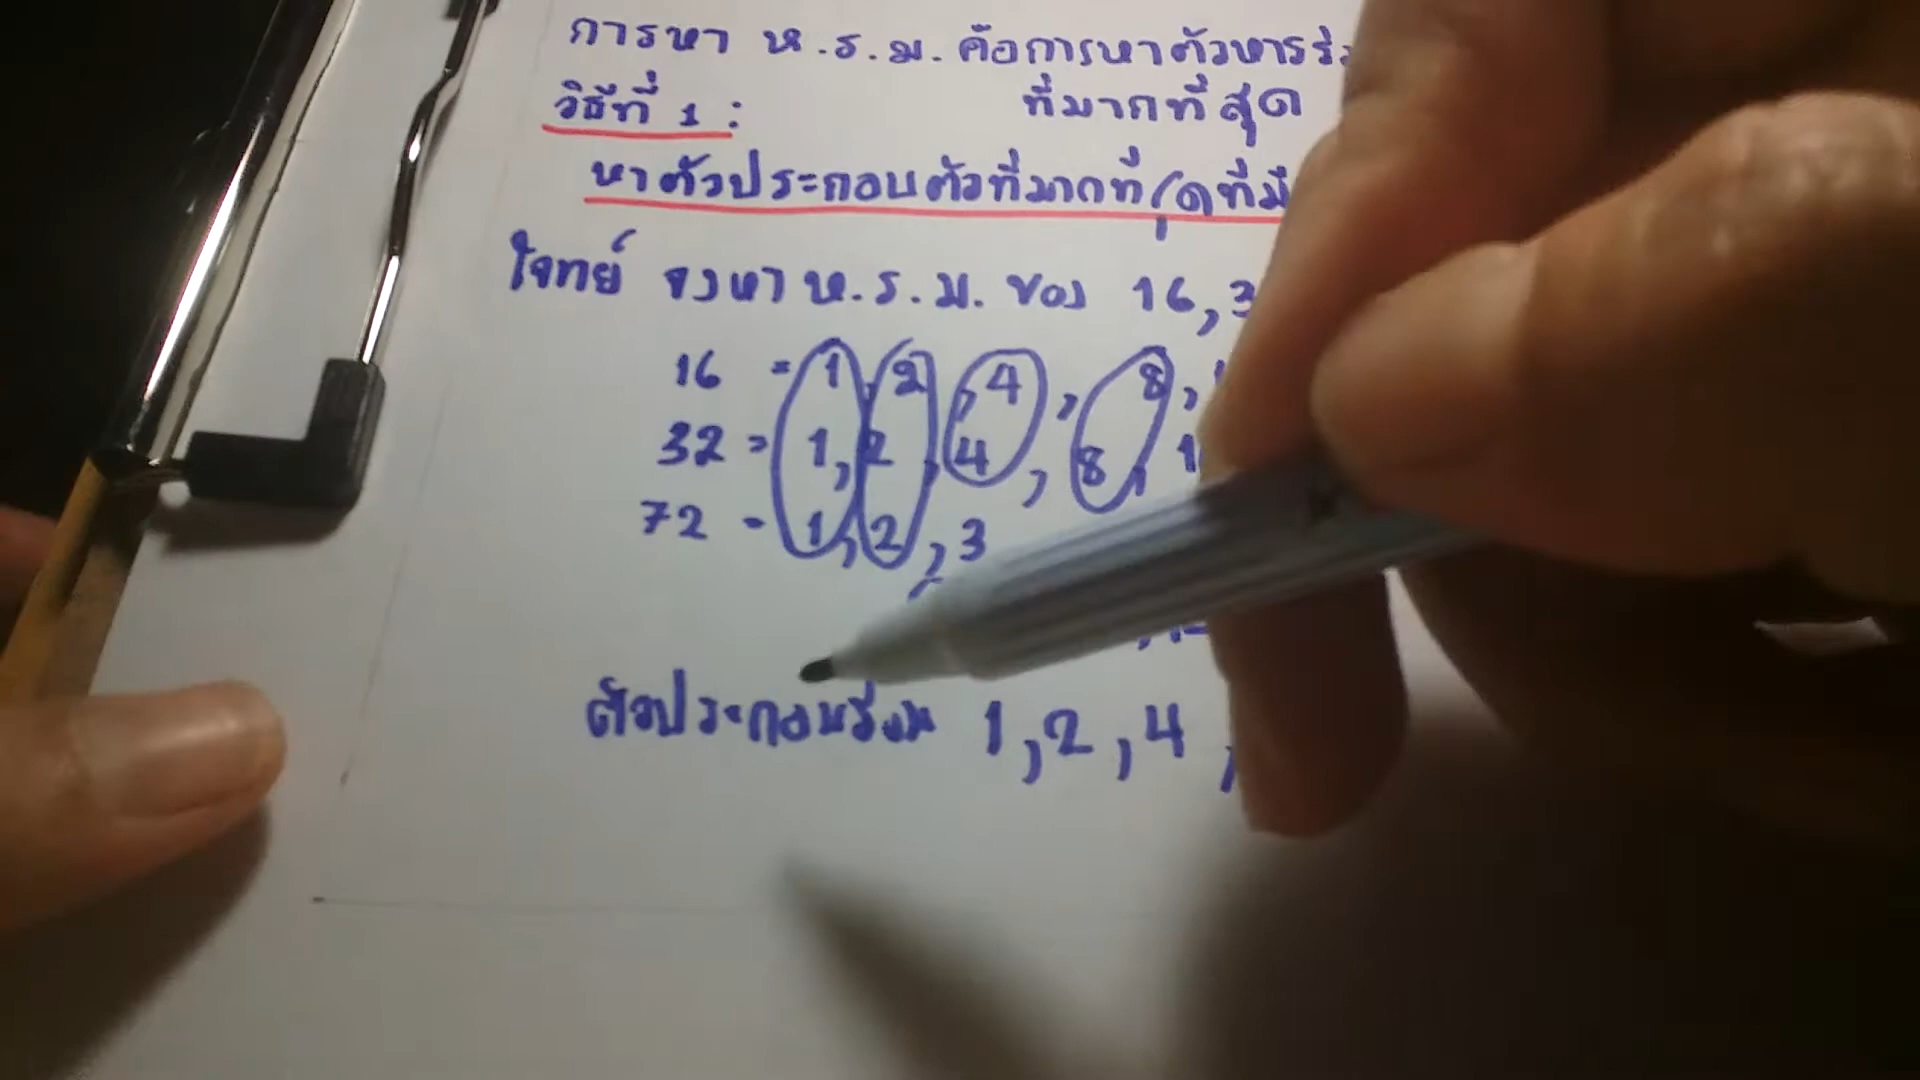 การหา ห.ร.ม. คือการหาตัวหารร่ว
วิธีที่ 1 :
ที่มากที่สุด
หาตัวประกอบตัวที่มากที่สุดที่มี
โจทย์ จงหา ห.ร.ม. ของ 16, 3
16 = 1, 2, 4, 8,
32 = 1, 2, 4, 8, 1
72 = 1, 2, 3
ตัวประกอบร่วม 1, 2, 4,